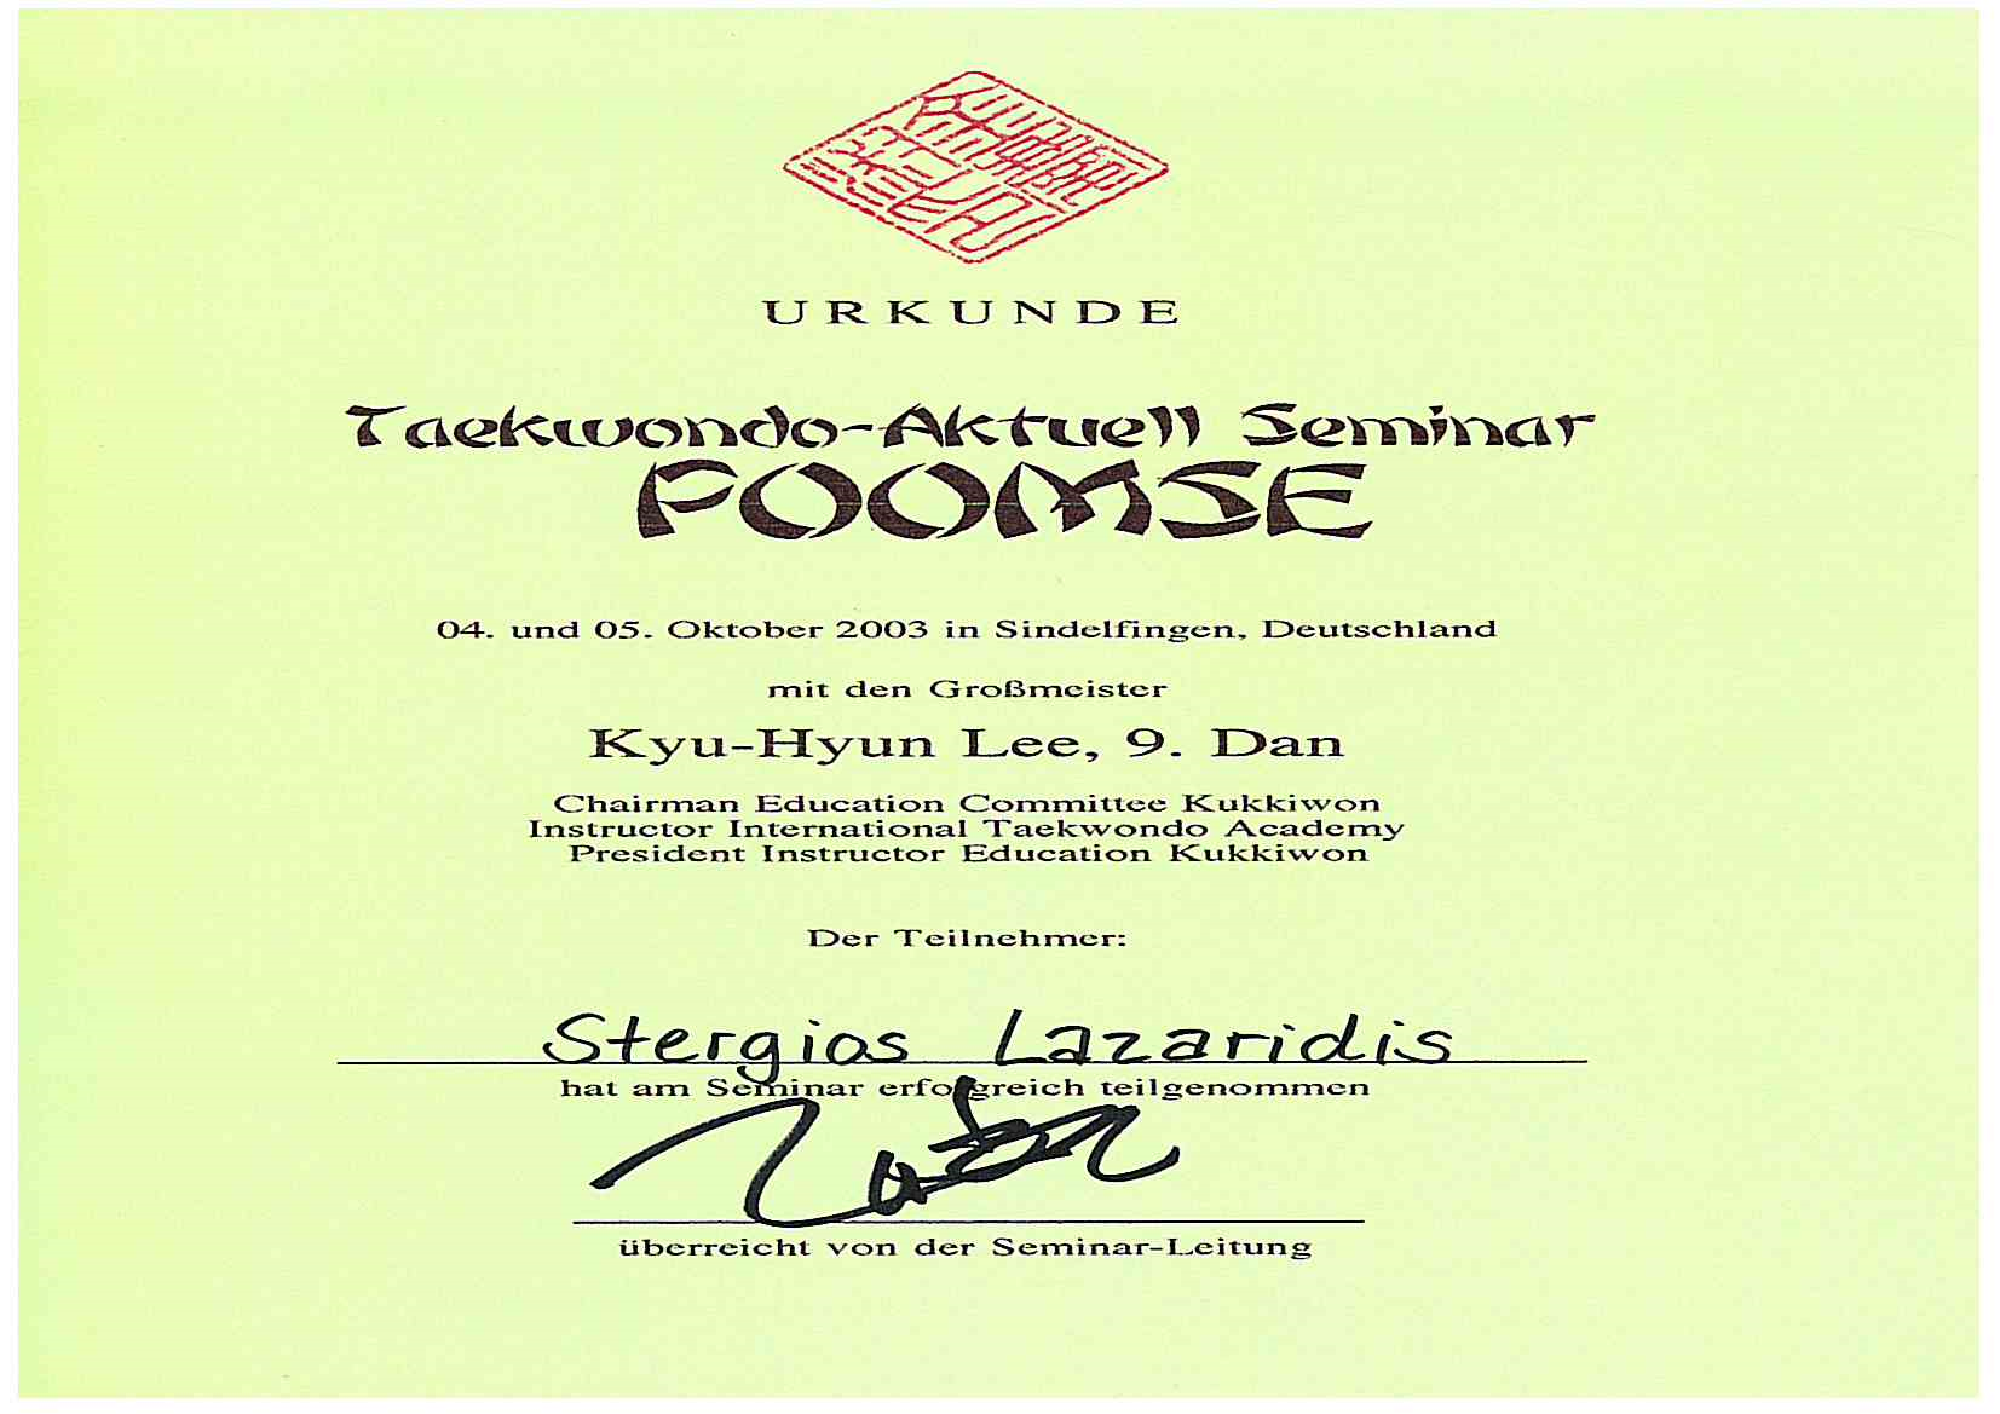 URKUNDE
Taekwondo-Aktuell Seminar
POOMSE
04. und 05. Oktober 2003 in Sindelfingen, Deutschland
mit den Großmeister
Kyu-Hyun Lee, 9. Dan
Chairman Education Committee Kukkiwon
Instructor International Taekwondo Academy
President Instructor Education Kukkiwon
Der Teilnehmer:
Stergios Lazaridis
hat am Seminar erfolgreich teilgenommen
überreicht von der Seminar-Leitung